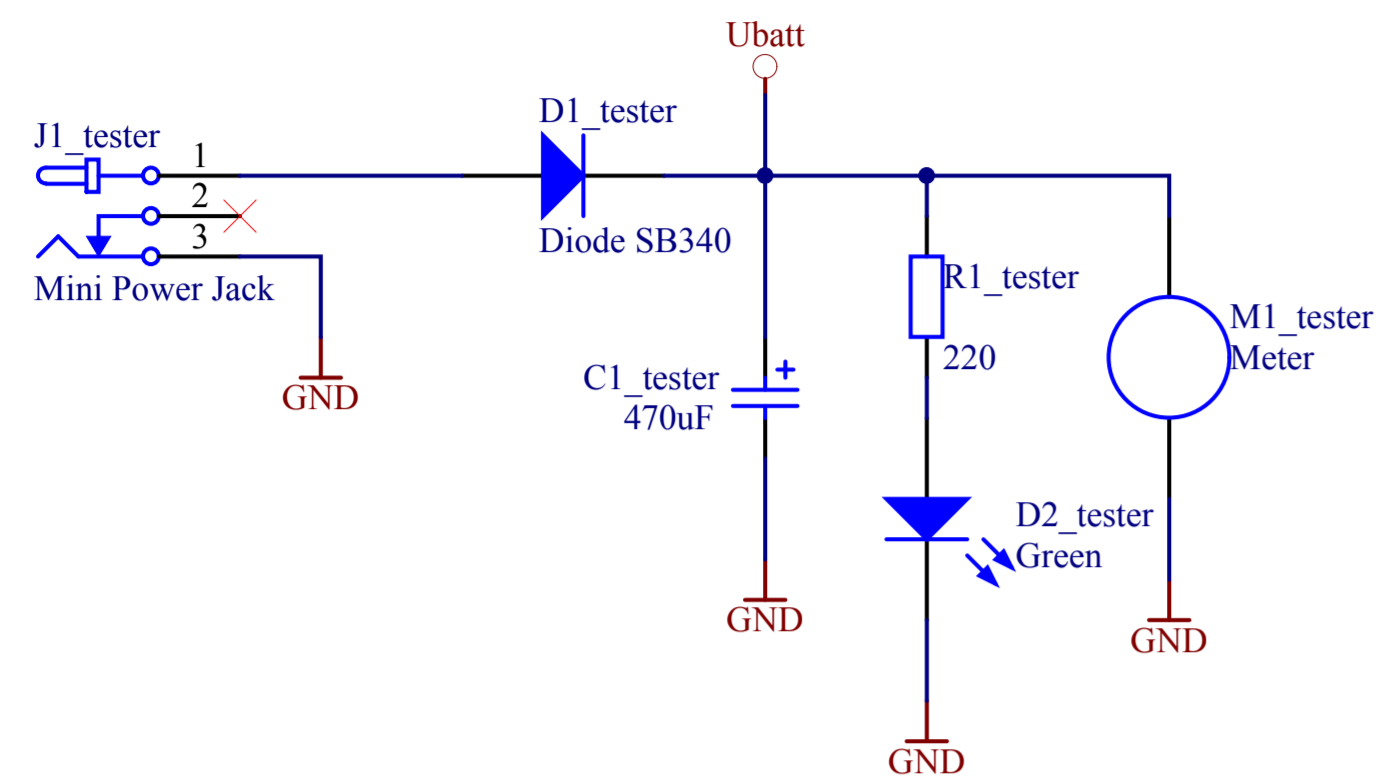 Ubatt
D1_tester
J1_tester
1
2
3
Diode SB340
Mini Power Jack
GND
R1_tester
220
M1_tester
Meter
C1_tester
+
470uF
D2_tester
Green
GND
GND
GND